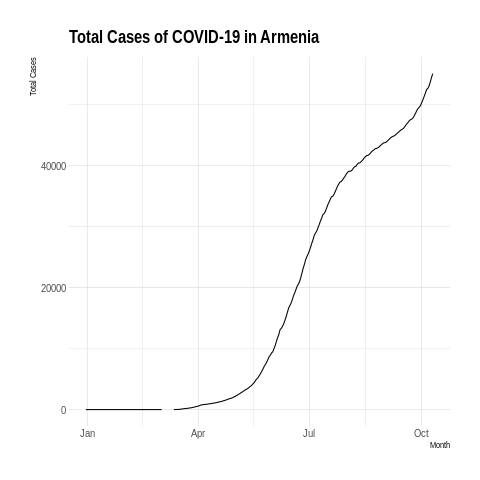 Total Cases of COVID-19 in Armenia
Total Cases
40000
20000
0
Jan Apr Jul Oct
Month